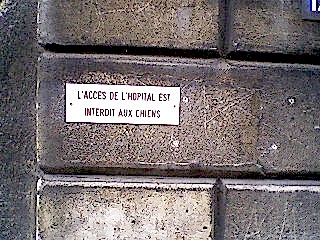 L'ACCES DE L'HOPITAL EST
INTERDIT AUX CHIENS